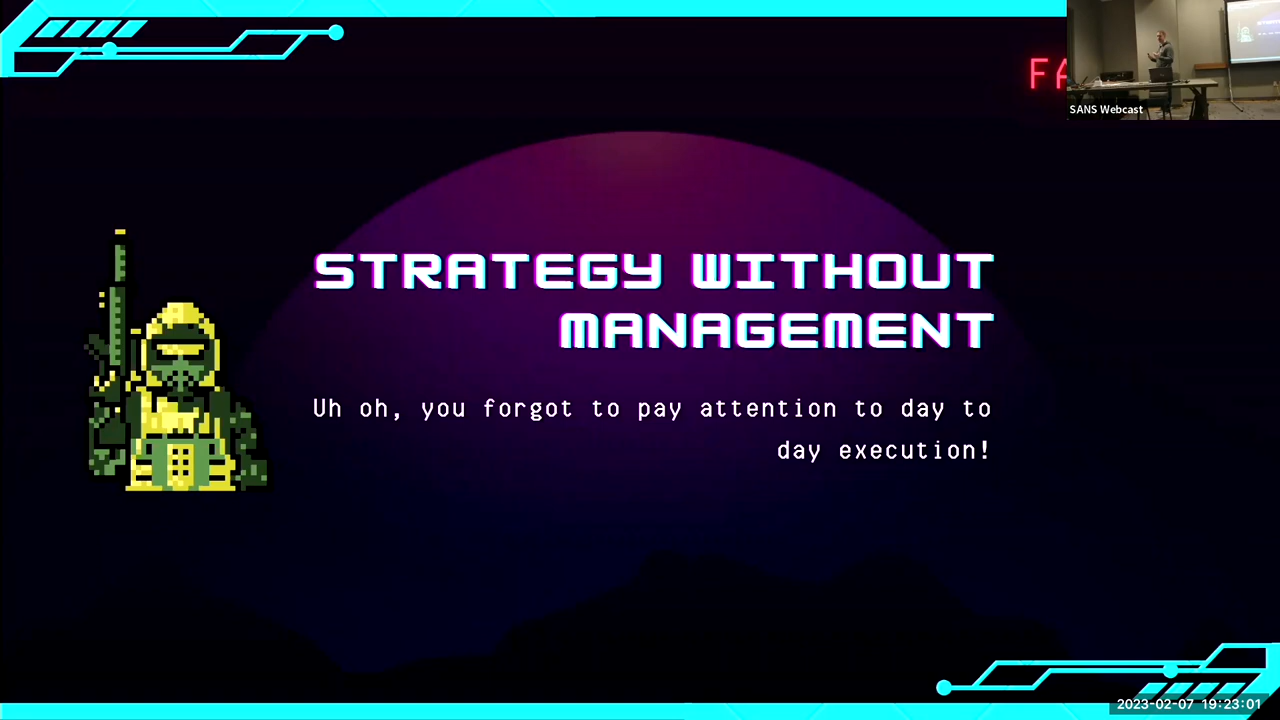 FA
SANS Webcast
STRATEGY WITHOUT
MANAGEMENT
Uh oh, you forgot to pay attention to day to
day execution!
2023-02-07 19:23:01